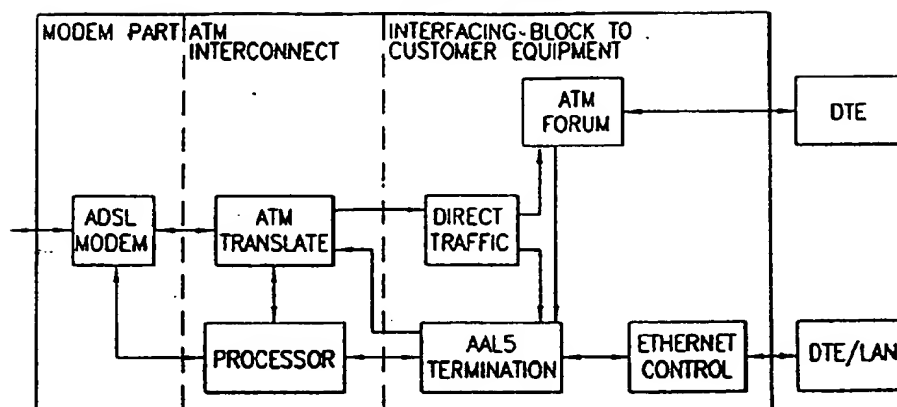 MODEM PART
ATM
INTERCONNECT
INTERFACING-BLOCK TO
CUSTOMER EQUIPMENT
ATM
FORUM
DTE
ADSL
MODEM
ATM
TRANSLATE
DIRECT
TRAFFIC
PROCESSOR
AAL5
TERMINATION
ETHERNET
CONTROL
DTE/LAN